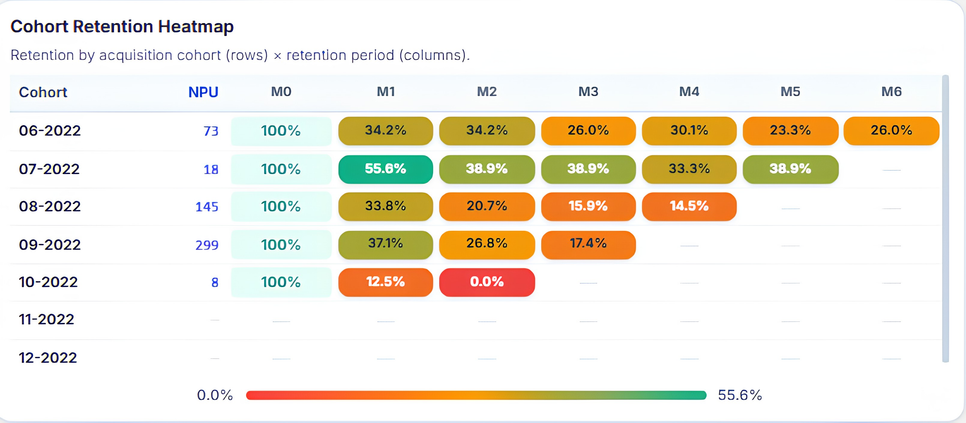 Cohort Retention Heatmap
Retention by acquisition cohort (rows) × retention period (columns).
Cohort NPU M0 M1 M2 M3 M4 M5 M6
06-2022 73 100% 34.2% 34.2% 26.0% 30.1% 23.3% 26.0%
07-2022 18 100% 55.6% 38.9% 38.9% 33.3% 38.9% —
08-2022 145 100% 33.8% 20.7% 15.9% 14.5% — —
09-2022 299 100% 37.1% 26.8% 17.4% — — —
10-2022 8 100% 12.5% 0.0% — — — —
11-2022 — — — — — — — —
12-2022 — — — — — — — —
0.0% 55.6%